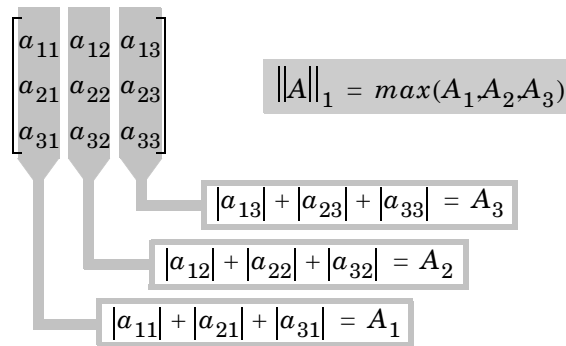 a11 a12 a13
a21 a22 a23
a31 a32 a33
||A||1 = max(A1,A2,A3)
|a13| + |a23| + |a33| = A3
|a12| + |a22| + |a32| = A2
|a11| + |a21| + |a31| = A1